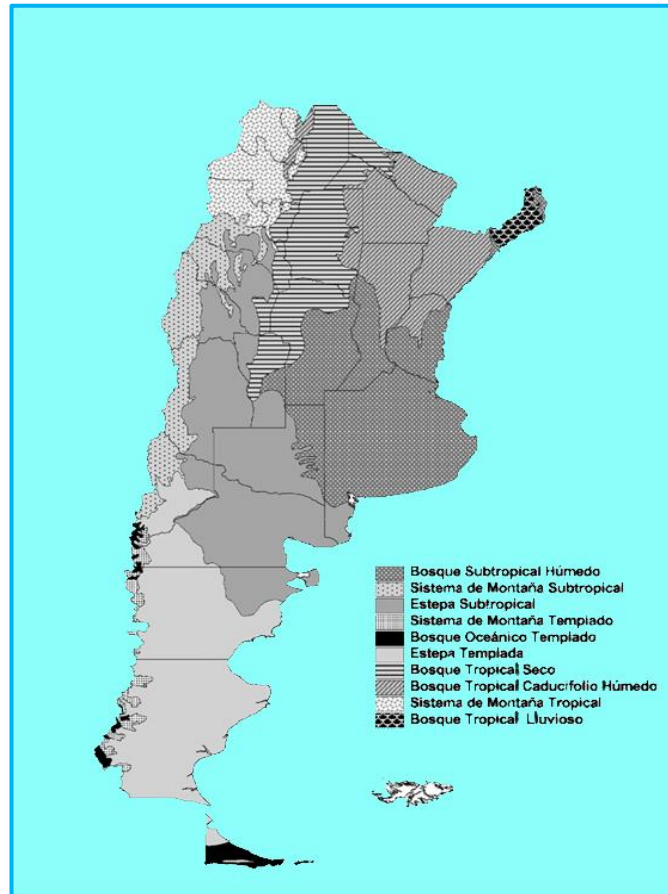 Bosque Subtropical Húmedo
Sistema de Montaña Subtropical
Estepa Subtropical
Sistema de Montaña Templado
Bosque Oceánico Templado
Estepa Templada
Bosque Tropical Seco
Bosque Tropical Caducifolio Húmedo
Sistema de Montaña Tropical
Bosque Tropical Lluvioso